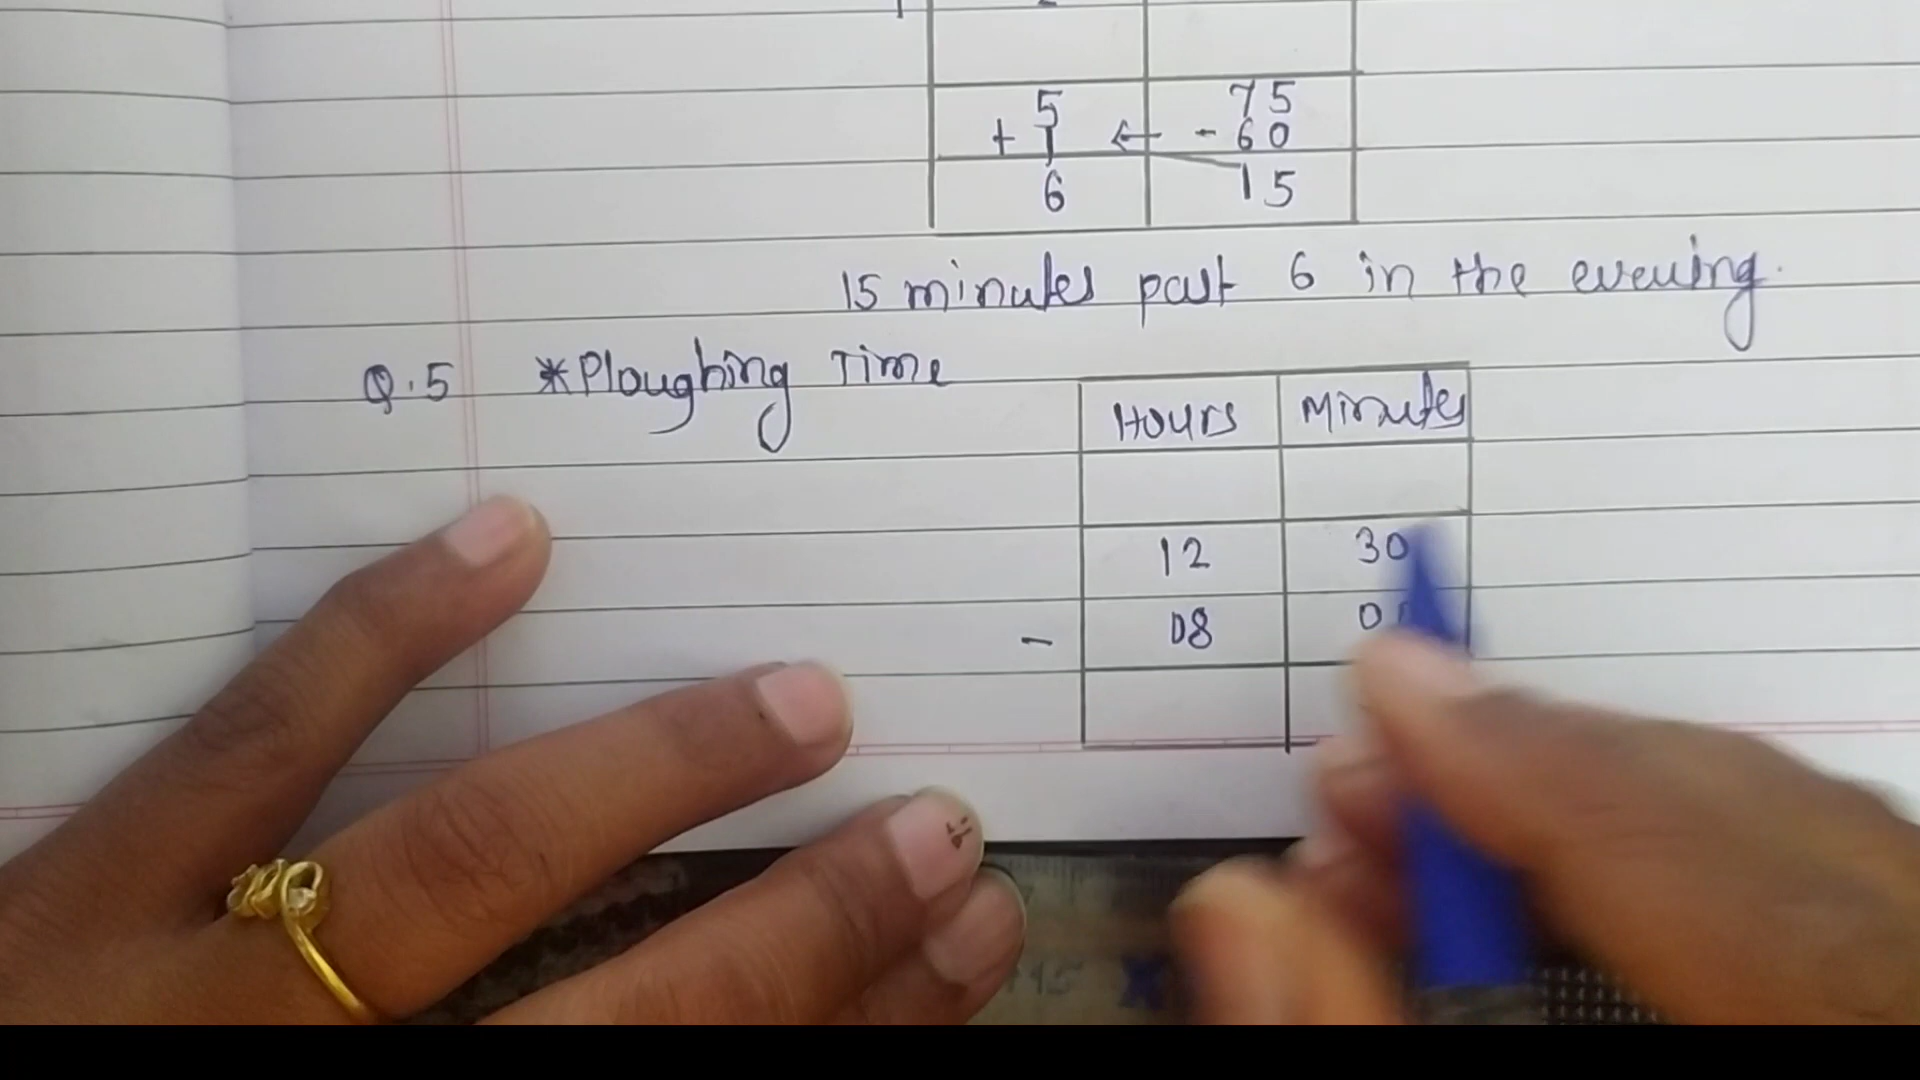 5 75
+ 1 ← - 60
6 15
15 minutes past 6 in the evening.
Q.5 *Ploughing Time
Hours Minutes
12 30
- 08